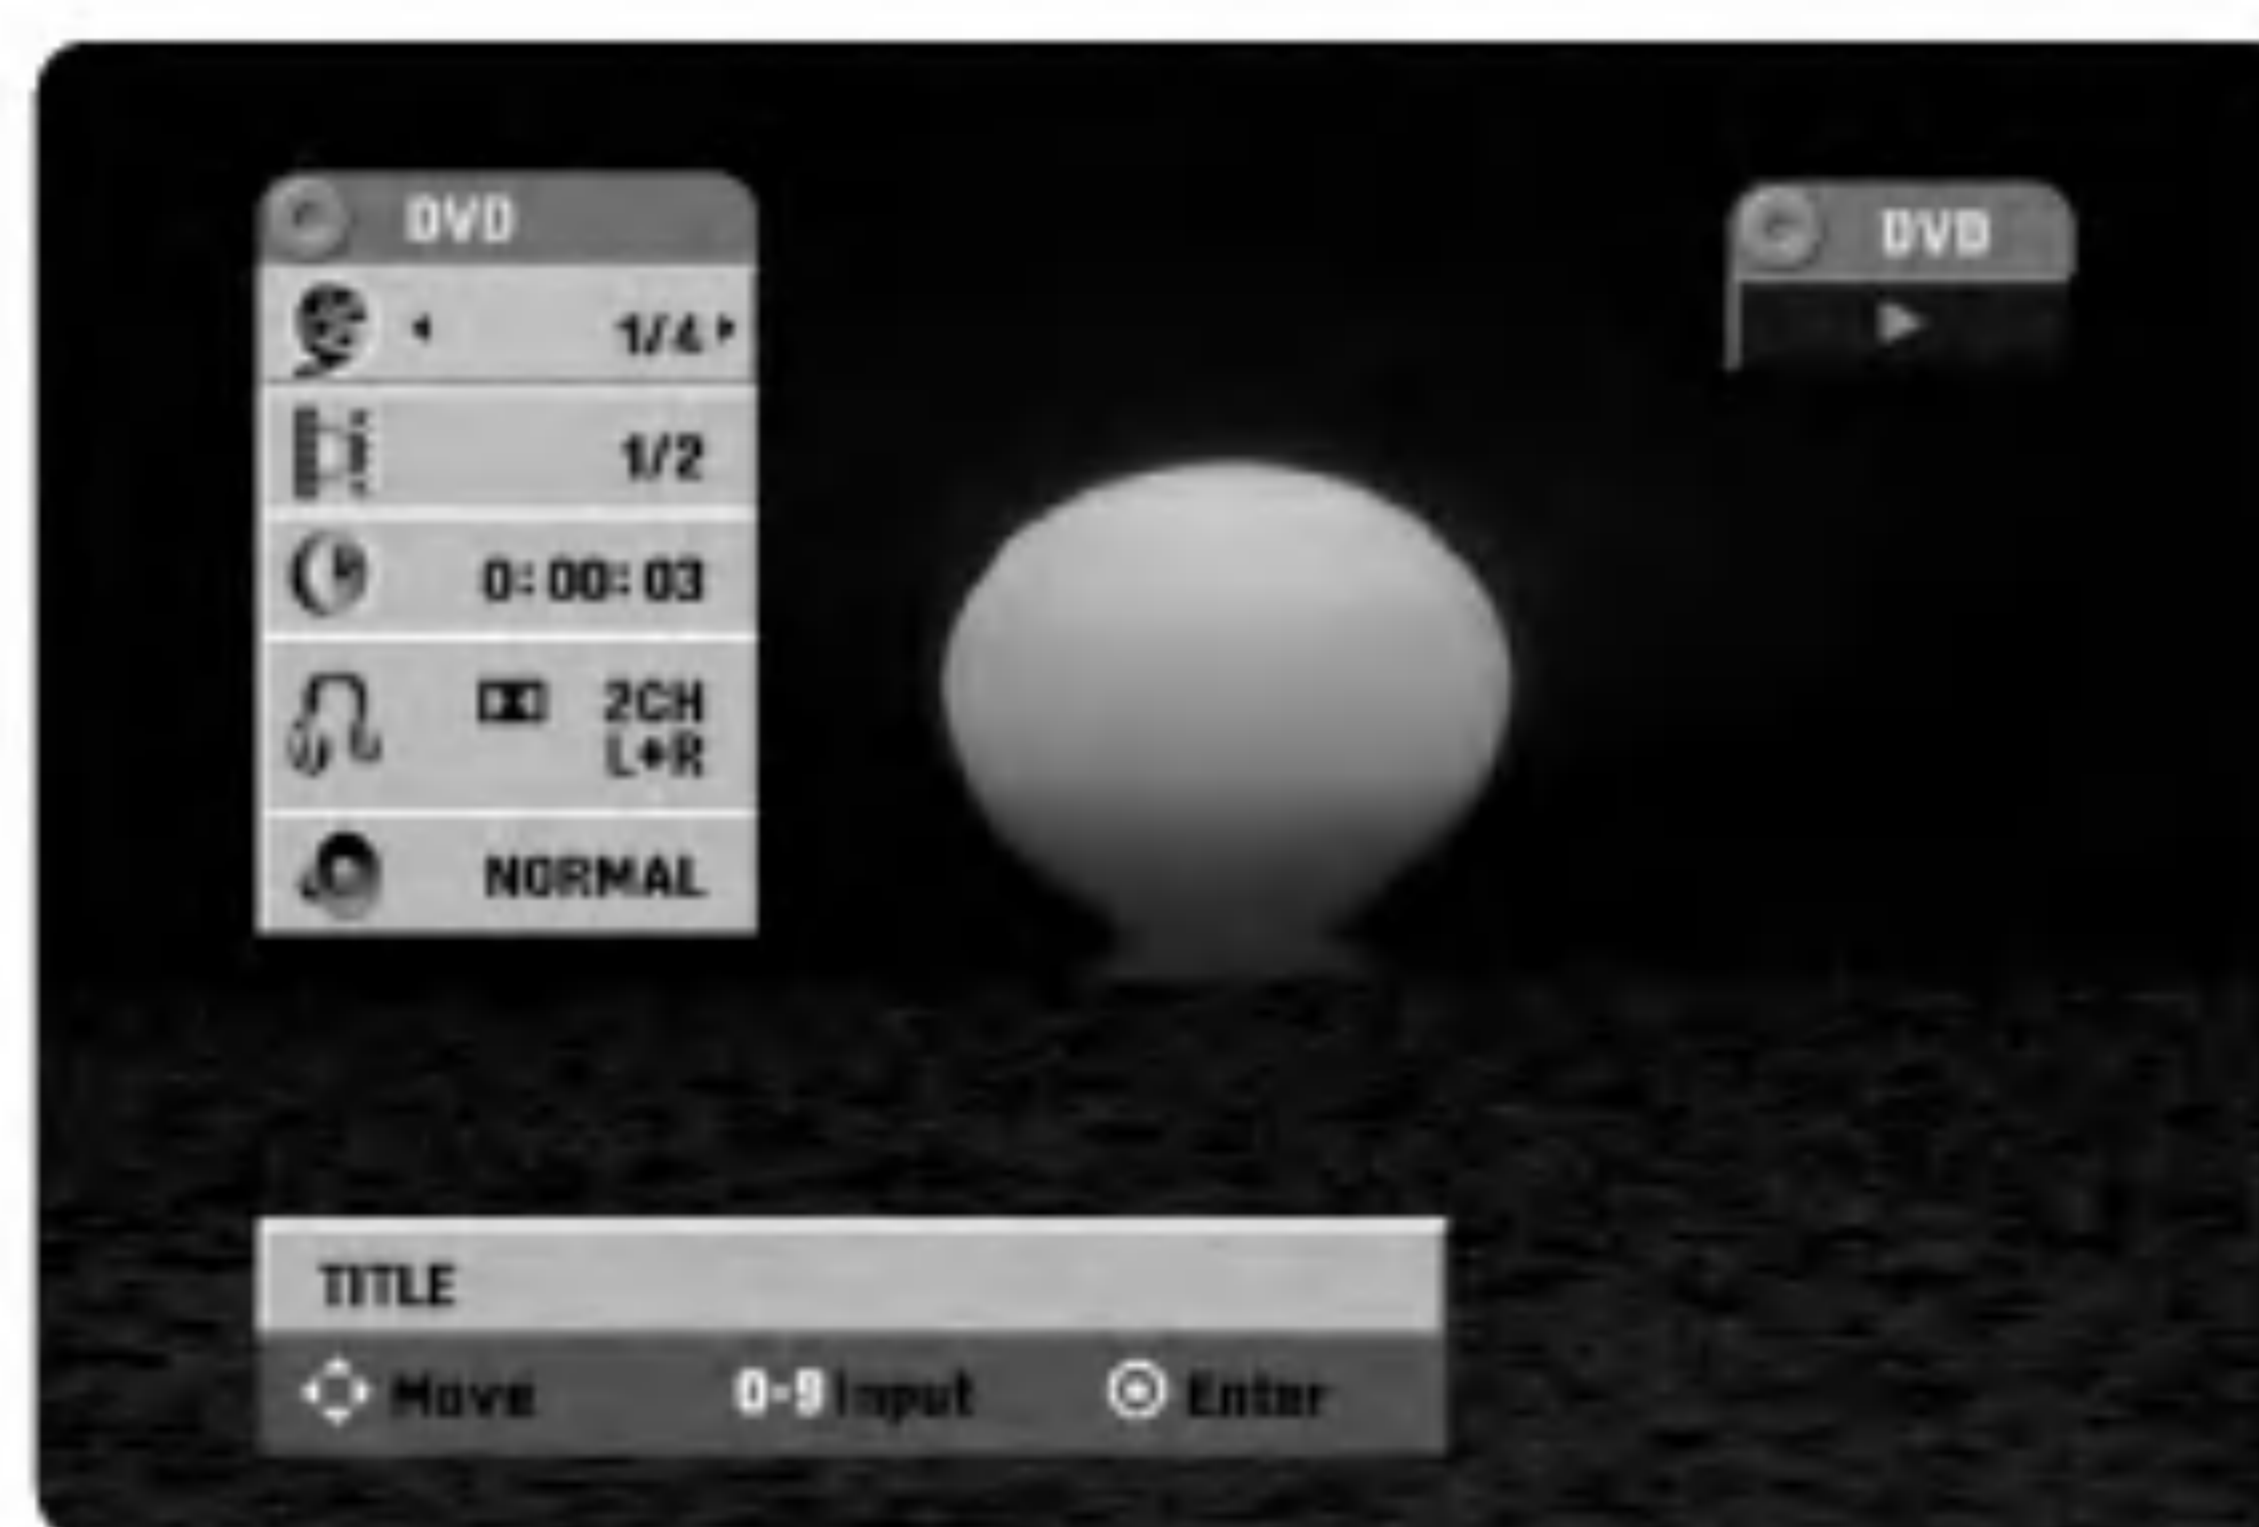 DVD
1/4
1/2
0:00:03
2CH
L+R
NORMAL
DVD
TITLE
Move 0-9 Input Enter